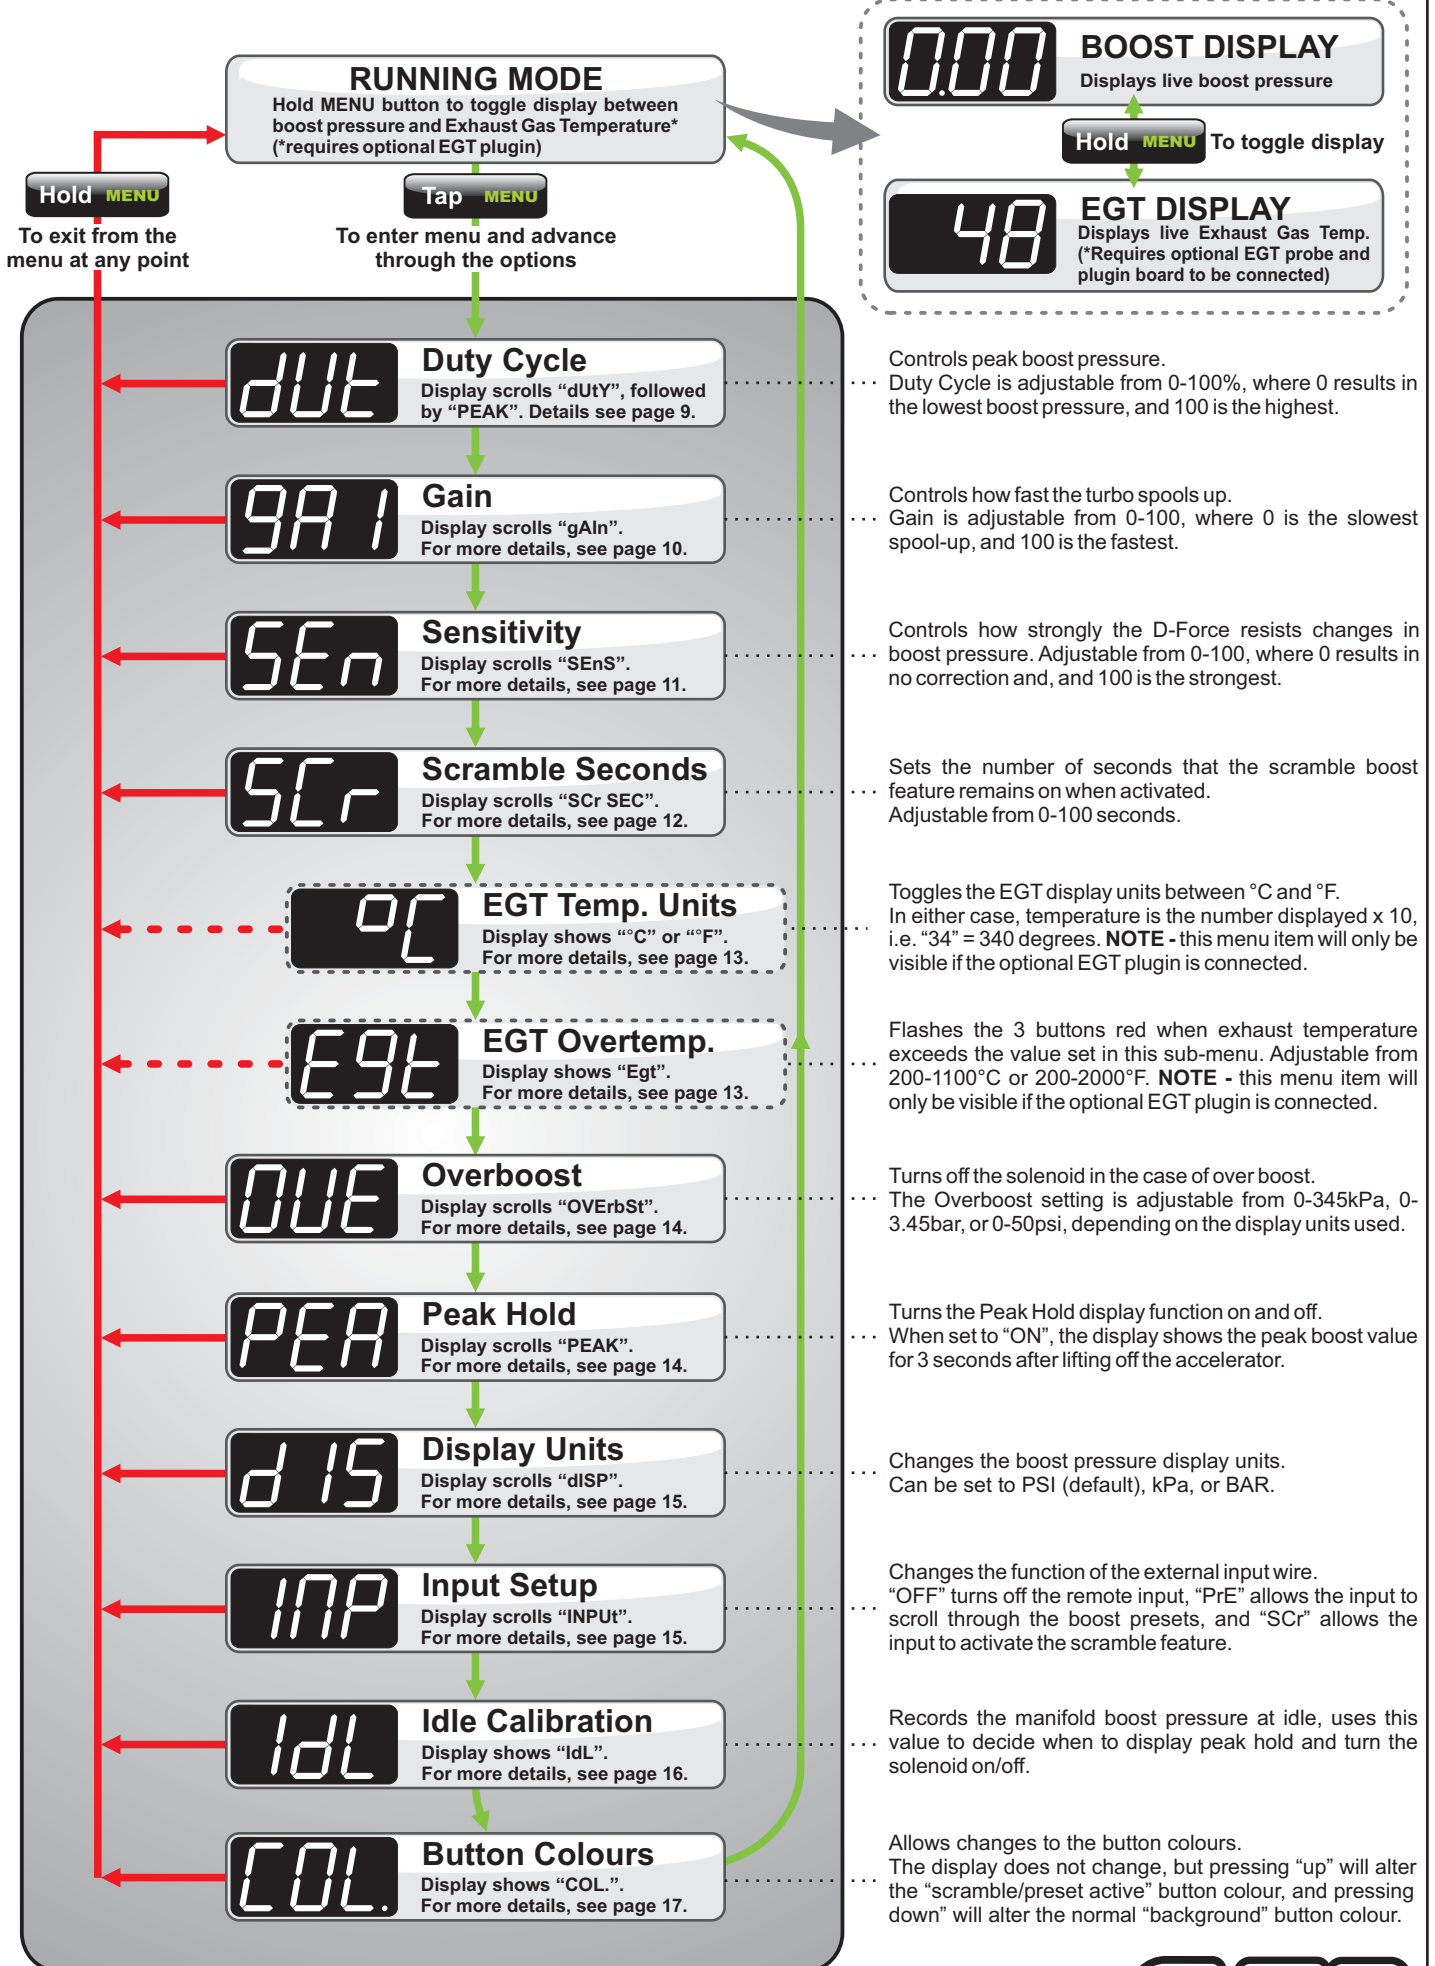 RUNNING MODE
Hold MENU button to toggle display between
boost pressure and Exhaust Gas Temperature*
(*requires optional EGT plugin)
0.00
BOOST DISPLAY
Displays live boost pressure
Hold MENU To toggle display
48
EGT DISPLAY
Displays live Exhaust Gas Temp.
(*Requires optional EGT probe and
plugin board to be connected)
Hold MENU
To exit from the
menu at any point
Tap MENU
To enter menu and advance
through the options
dUt
Duty Cycle
Display scrolls “dUtY”, followed
by “PEAK”. Details see page 9.
Controls peak boost pressure.
Duty Cycle is adjustable from 0-100%, where 0 results in
the lowest boost pressure, and 100 is the highest.
gAI
Gain
Display scrolls “gAIn”.
For more details, see page 10.
Controls how fast the turbo spools up.
Gain is adjustable from 0-100, where 0 is the slowest
spool-up, and 100 is the fastest.
SEn
Sensitivity
Display scrolls “SEnS”.
For more details, see page 11.
Controls how strongly the D-Force resists changes in
boost pressure. Adjustable from 0-100, where 0 results in
no correction and, and 100 is the strongest.
SCr
Scramble Seconds
Display scrolls “SCr SEC”.
For more details, see page 12.
Sets the number of seconds that the scramble boost
feature remains on when activated.
Adjustable from 0-100 seconds.
°C
EGT Temp. Units
Display shows “°C” or “°F”.
For more details, see page 13.
Toggles the EGT display units between °C and °F.
In either case, temperature is the number displayed x 10,
i.e. “34” = 340 degrees. NOTE - this menu item will only be
visible if the optional EGT plugin is connected.
Egt
EGT Overtemp.
Display shows “Egt”.
For more details, see page 13.
Flashes the 3 buttons red when exhaust temperature
exceeds the value set in this sub-menu. Adjustable from
200-1100°C or 200-2000°F. NOTE - this menu item will
only be visible if the optional EGT plugin is connected.
OVE
Overboost
Display scrolls “OVErbSt”.
For more details, see page 14.
Turns off the solenoid in the case of over boost.
The Overboost setting is adjustable from 0-345kPa, 0-
3.45bar, or 0-50psi, depending on the display units used.
PEA
Peak Hold
Display scrolls “PEAK”.
For more details, see page 14.
Turns the Peak Hold display function on and off.
When set to “ON”, the display shows the peak boost value
for 3 seconds after lifting off the accelerator.
dIS
Display Units
Display scrolls “dISP”.
For more details, see page 15.
Changes the boost pressure display units.
Can be set to PSI (default), kPa, or BAR.
INP
Input Setup
Display scrolls “INPUt”.
For more details, see page 15.
Changes the function of the external input wire.
“OFF” turns off the remote input, “PrE” allows the input to
scroll through the boost presets, and “SCr” allows the
input to activate the scramble feature.
IdL
Idle Calibration
Display shows “IdL”.
For more details, see page 16.
Records the manifold boost pressure at idle, uses this
value to decide when to display peak hold and turn the
solenoid on/off.
COL.
Button Colours
Display shows “COL.”.
For more details, see page 17.
Allows changes to the button colours.
The display does not change, but pressing “up” will alter
the “scramble/preset active” button colour, and pressing
down” will alter the normal “background” button colour.